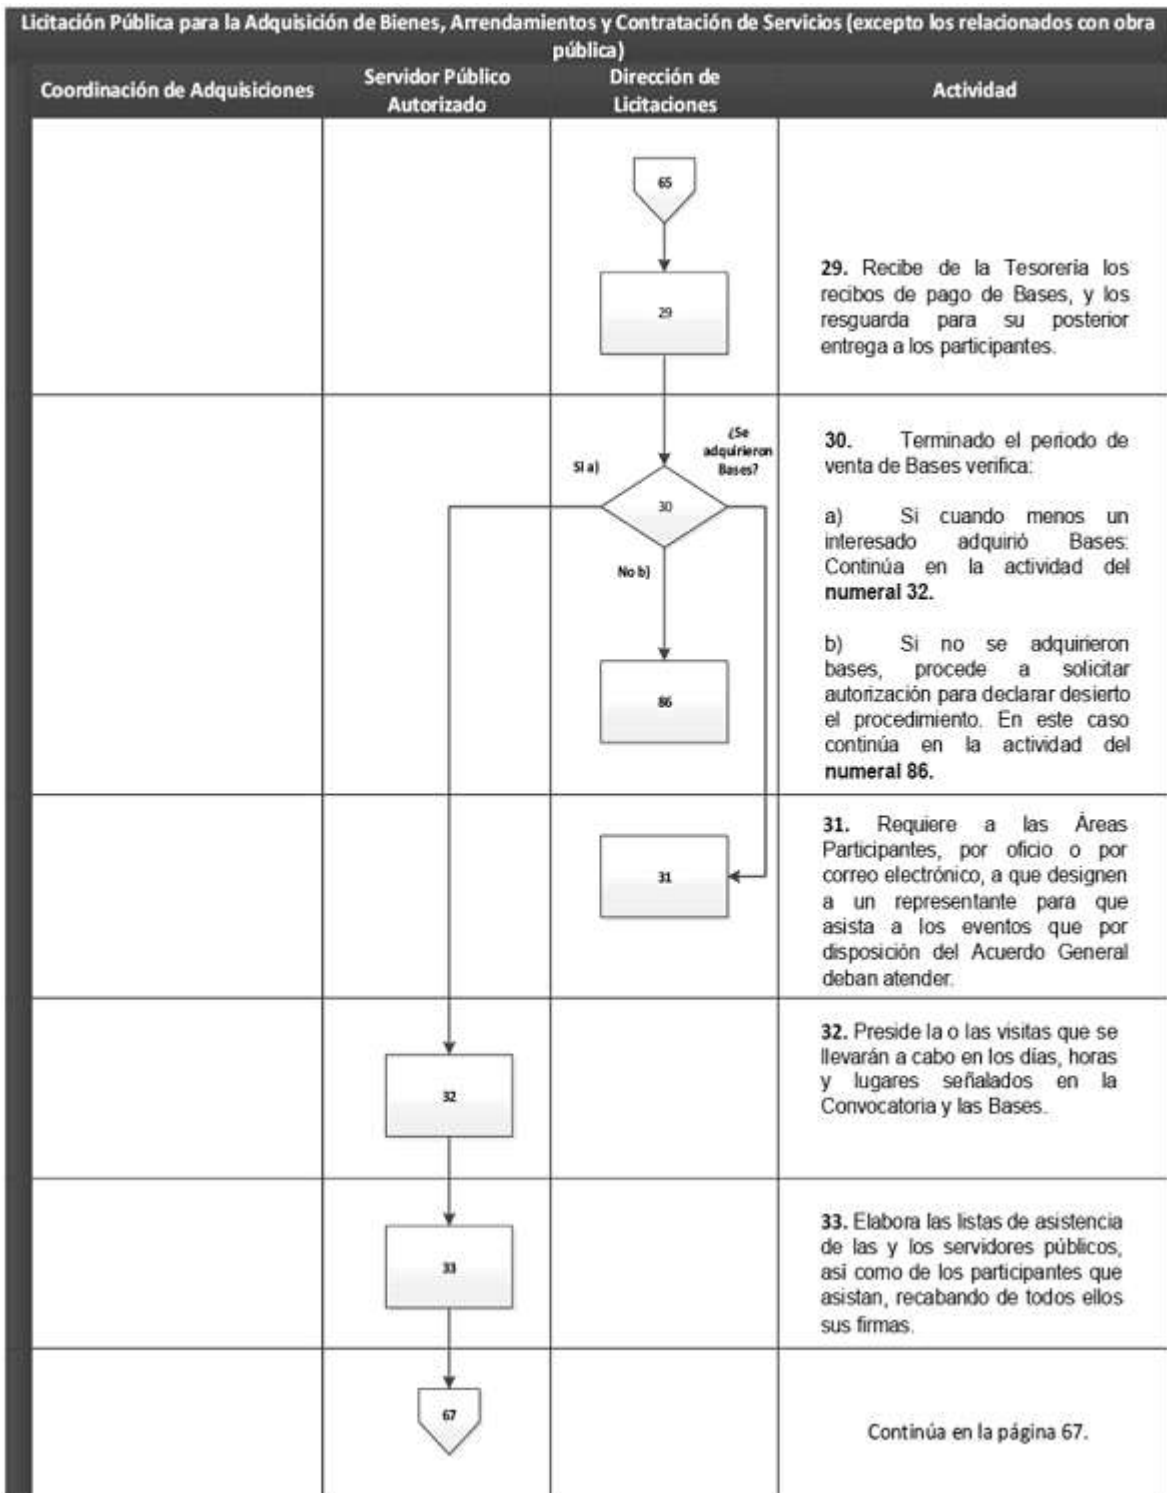 Licitación Pública para la Adquisición de Bienes, Arrendamientos y Contratación de Servicios (excepto los relacionados con obra
pública)
Coordinación de Adquisiciones
Servidor Público
Autorizado
Dirección de
Licitaciones
Actividad
65
29
29. Recibe de la Tesorería los
recibos de pago de Bases, y los
resguarda para su posterior
entrega a los participantes.
¿Se
adquirieron
Bases?
Si a)
30
No b)
86
30. Terminado el periodo de
venta de Bases verifica:
a) Si cuando menos un
interesado adquirió Bases:
Continúa en la actividad del
numeral 32.
b) Si no se adquirieron
bases, procede a solicitar
autorización para declarar desierto
el procedimiento. En este caso
continúa en la actividad del
numeral 86.
31
31. Requiere a las Áreas
Participantes, por oficio o por
correo electrónico, a que designen
a un representante para que
asista a los eventos que por
disposición del Acuerdo General
deban atender.
32
32. Preside la o las visitas que se
llevarán a cabo en los días, horas
y lugares señalados en la
Convocatoria y las Bases.
33
33. Elabora las listas de asistencia
de las y los servidores públicos,
así como de los participantes que
asistan, recabando de todos ellos
sus firmas.
67
Continúa en la página 67.